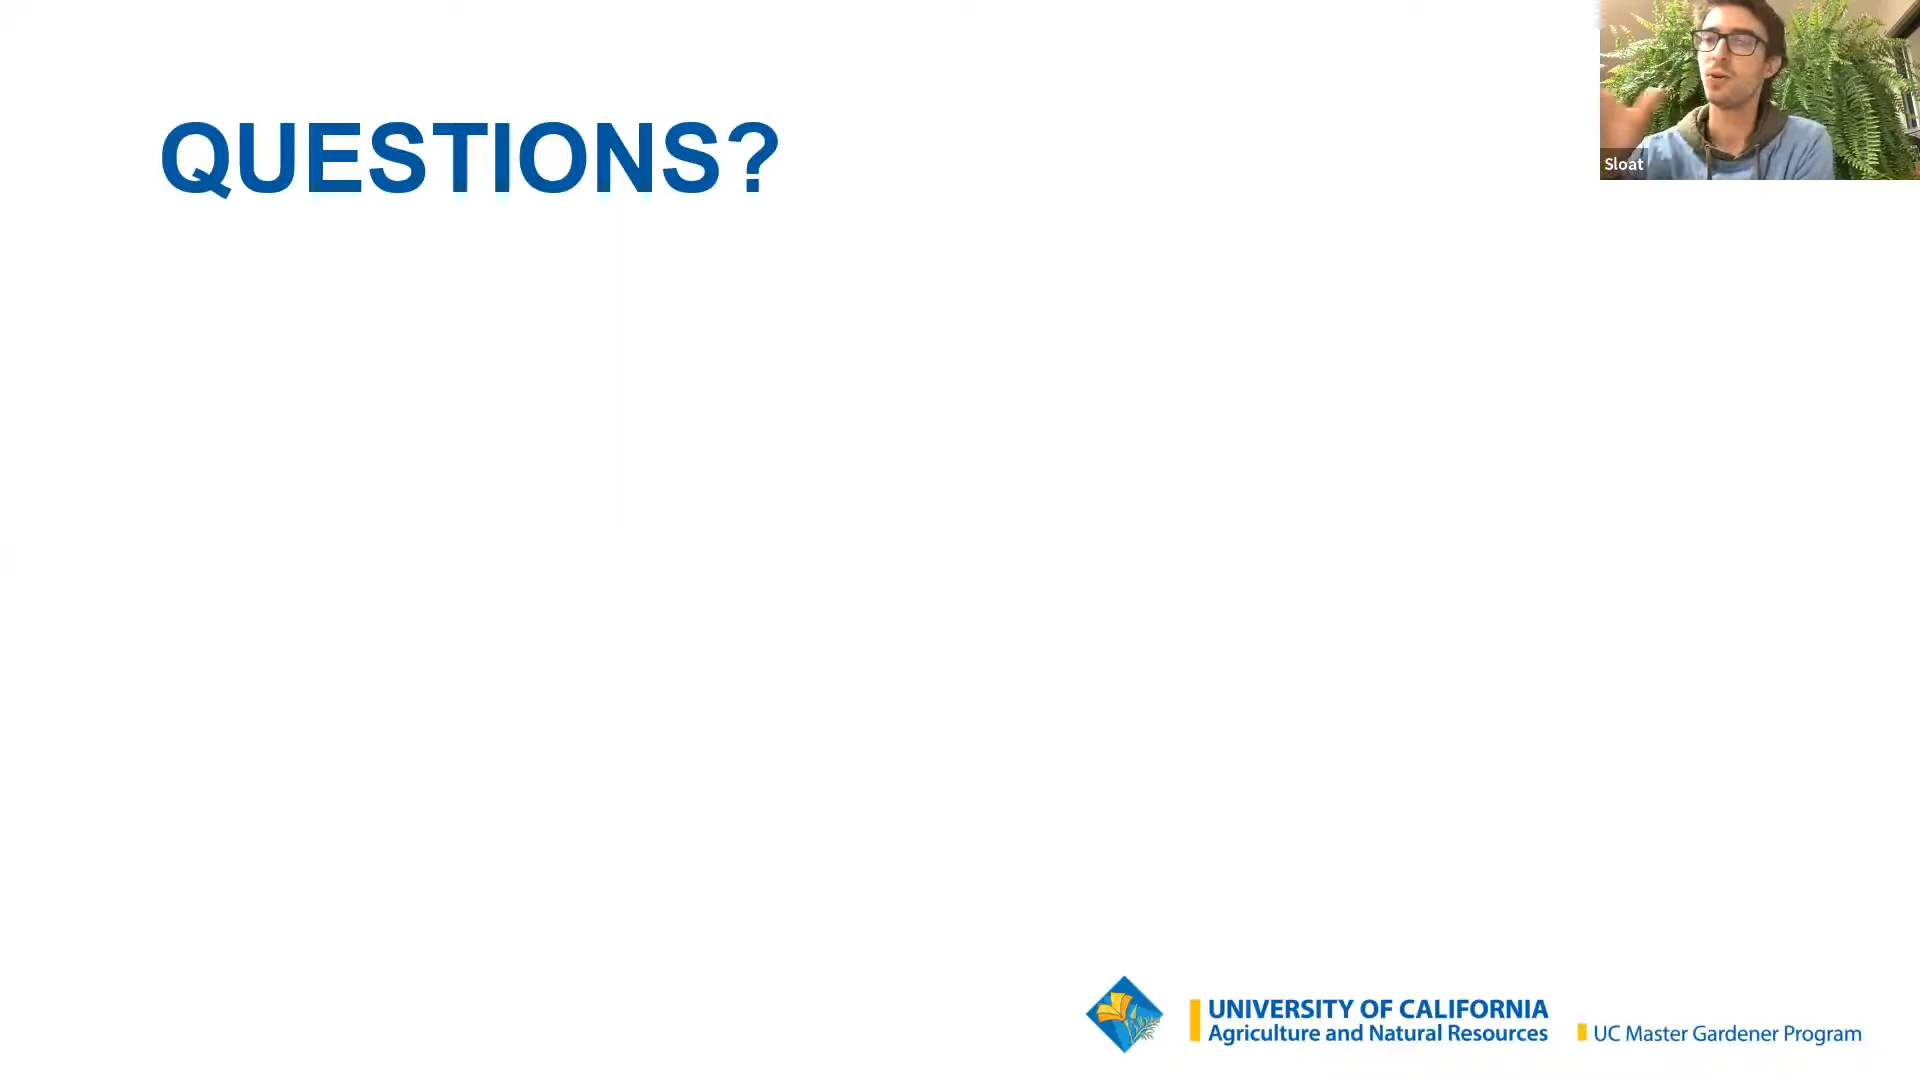 QUESTIONS?
Sloat
UNIVERSITY OF CALIFORNIA
Agriculture and Natural Resources
UC Master Gardener Program